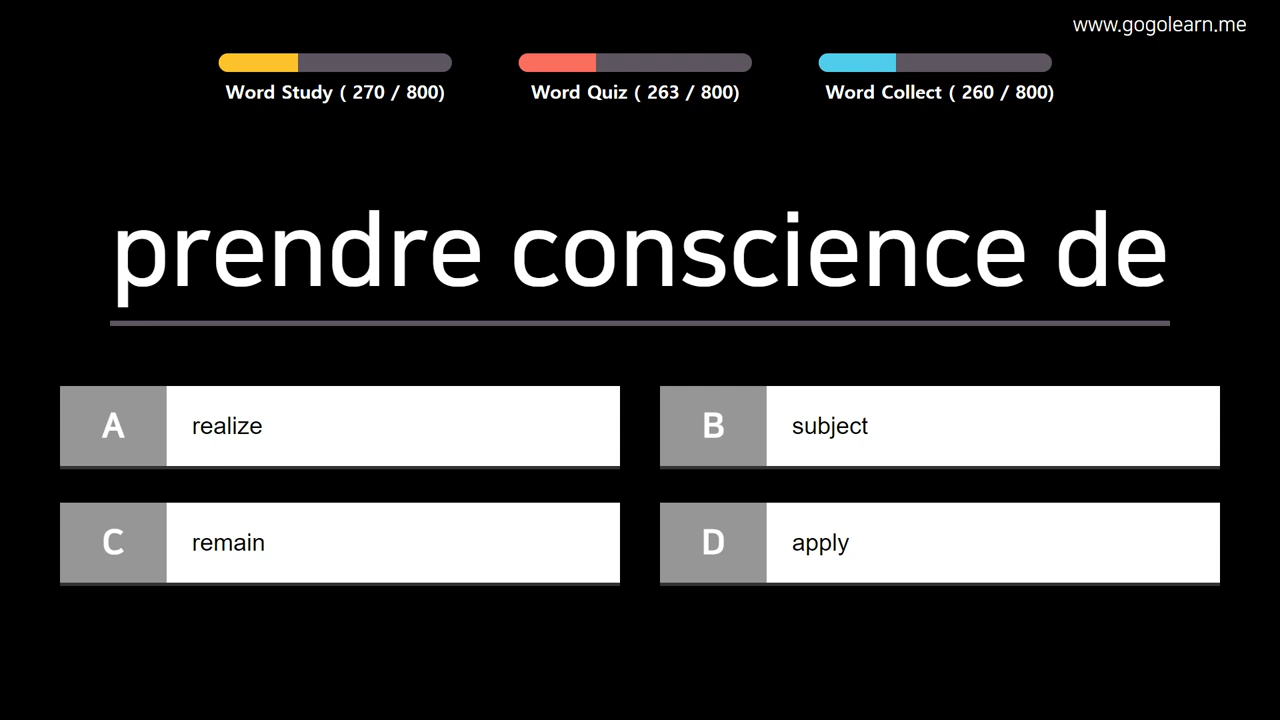 www.gogolearn.me
Word Study ( 270 / 800)
Word Quiz ( 263 / 800)
Word Collect ( 260 / 800)
prendre conscience de
A realize
B subject
C remain
D apply